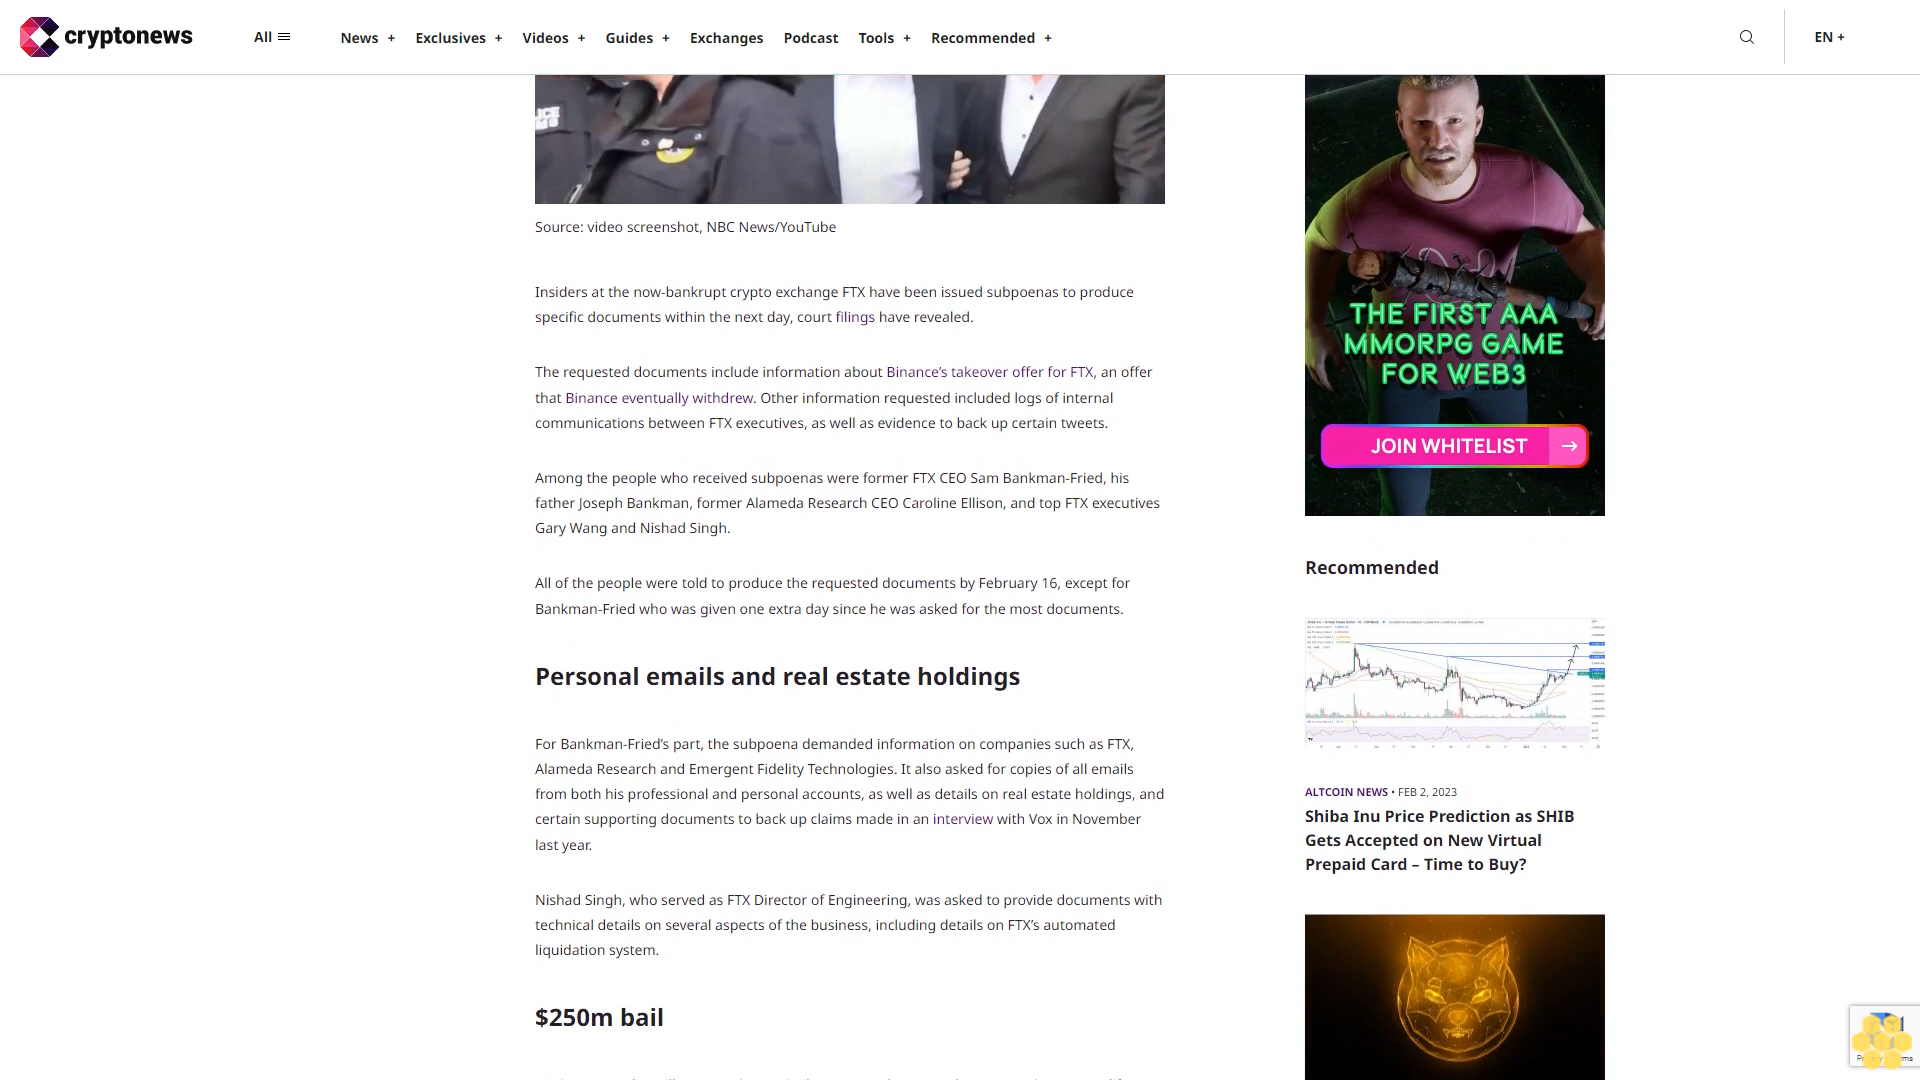 cryptonews
All
News +
Exclusives +
Videos +
Guides +
Exchanges
Podcast
Tools +
Recommended +
EN +
Source: video screenshot, NBC News/YouTube
Insiders at the now-bankrupt crypto exchange FTX have been issued subpoenas to produce
specific documents within the next day, court filings have revealed.
The requested documents include information about Binance’s takeover offer for FTX, an offer
that Binance eventually withdrew. Other information requested included logs of internal
communications between FTX executives, as well as evidence to back up certain tweets.
Among the people who received subpoenas were former FTX CEO Sam Bankman-Fried, his
father Joseph Bankman, former Alameda Research CEO Caroline Ellison, and top FTX executives
Gary Wang and Nishad Singh.
All of the people were told to produce the requested documents by February 16, except for
Bankman-Fried who was given one extra day since he was asked for the most documents.
Personal emails and real estate holdings
For Bankman-Fried’s part, the subpoena demanded information on companies such as FTX,
Alameda Research and Emergent Fidelity Technologies. It also asked for copies of all emails
from both his professional and personal accounts, as well as details on real estate holdings, and
certain supporting documents to back up claims made in an interview with Vox in November
last year.
Nishad Singh, who served as FTX Director of Engineering, was asked to provide documents with
technical details on several aspects of the business, including details on FTX’s automated
liquidation system.
$250m bail
THE FIRST AAA
MMORPG GAME
FOR WEB3
JOIN WHITELIST →
Recommended
ALTCOIN NEWS • FEB 2, 2023
Shiba Inu Price Prediction as SHIB
Gets Accepted on New Virtual
Prepaid Card – Time to Buy?